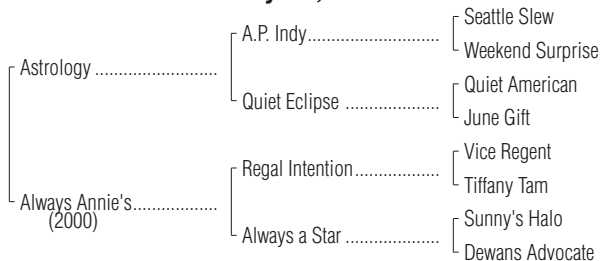 Seattle Slew
A.P. Indy..............................
Weekend Surprise
Astrology ............................
Quiet American
Quiet Eclipse ......................
June Gift
Vice Regent
Regal Intention....................
Tiffany Tam
Always Annie's....................
(2000)
Sunny's Halo
Always a Star ......................
Dewans Advocate